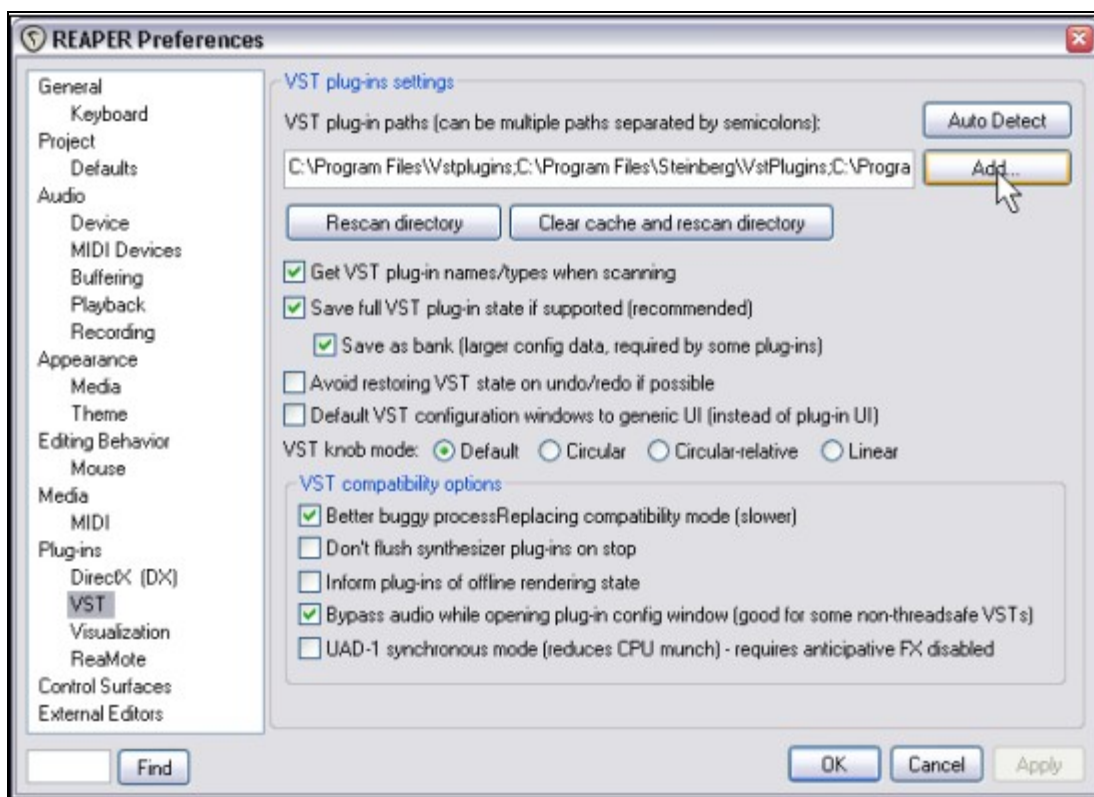 REAPER Preferences
General
Keyboard
Project
Defaults
Audio
Device
MIDI Devices
Buffering
Playback
Recording
Appearance
Media
Theme
Editing Behavior
Mouse
Media
MIDI
Plug-ins
DirectX (DX)
VST
Visualization
ReaMote
Control Surfaces
External Editors
Find
VST plug-ins settings
VST plug-in paths (can be multiple paths separated by semicolons):
Auto Detect
C:\Program Files\Vstplugins;C:\Program Files\Steinberg\VstPlugins;C:\Progra
Add...
Rescan directory
Clear cache and rescan directory
Get VST plug-in names/types when scanning
Save full VST plug-in state if supported (recommended)
Save as bank (larger config data, required by some plug-ins)
Avoid restoring VST state on undo/redo if possible
Default VST configuration windows to generic UI (instead of plug-in UI)
VST knob mode: Default Circular Circular-relative Linear
VST compatibility options
Better buggy processReplacing compatibility mode (slower)
Don't flush synthesizer plug-ins on stop
Inform plug-ins of offline rendering state
Bypass audio while opening plug-in config window (good for some non-threadsafe VSTs)
UAD-1 synchronous mode (reduces CPU munch) - requires anticipative FX disabled
OK
Cancel
Apply